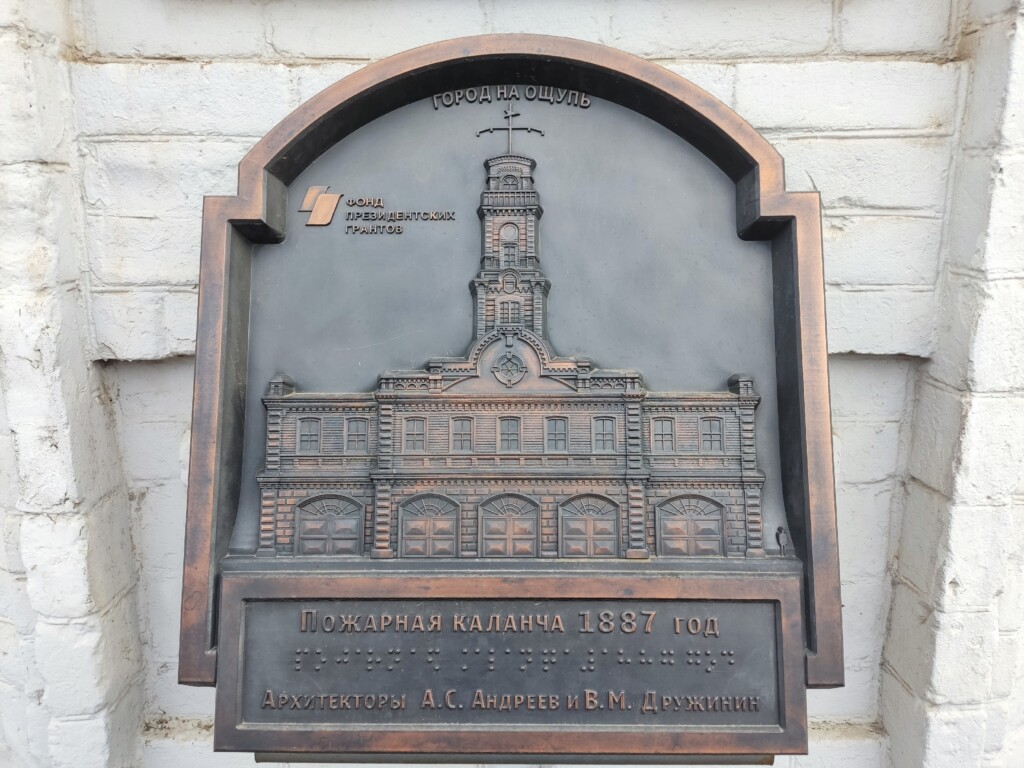 ГОРОД НА ОЩУПЬ
ФОНД
ПРЕЗИДЕНТСКИХ
ГРАНТОВ
Пожарная каланча 1887 год
Архитекторы А.С. Андреев и В.М. Дружинин